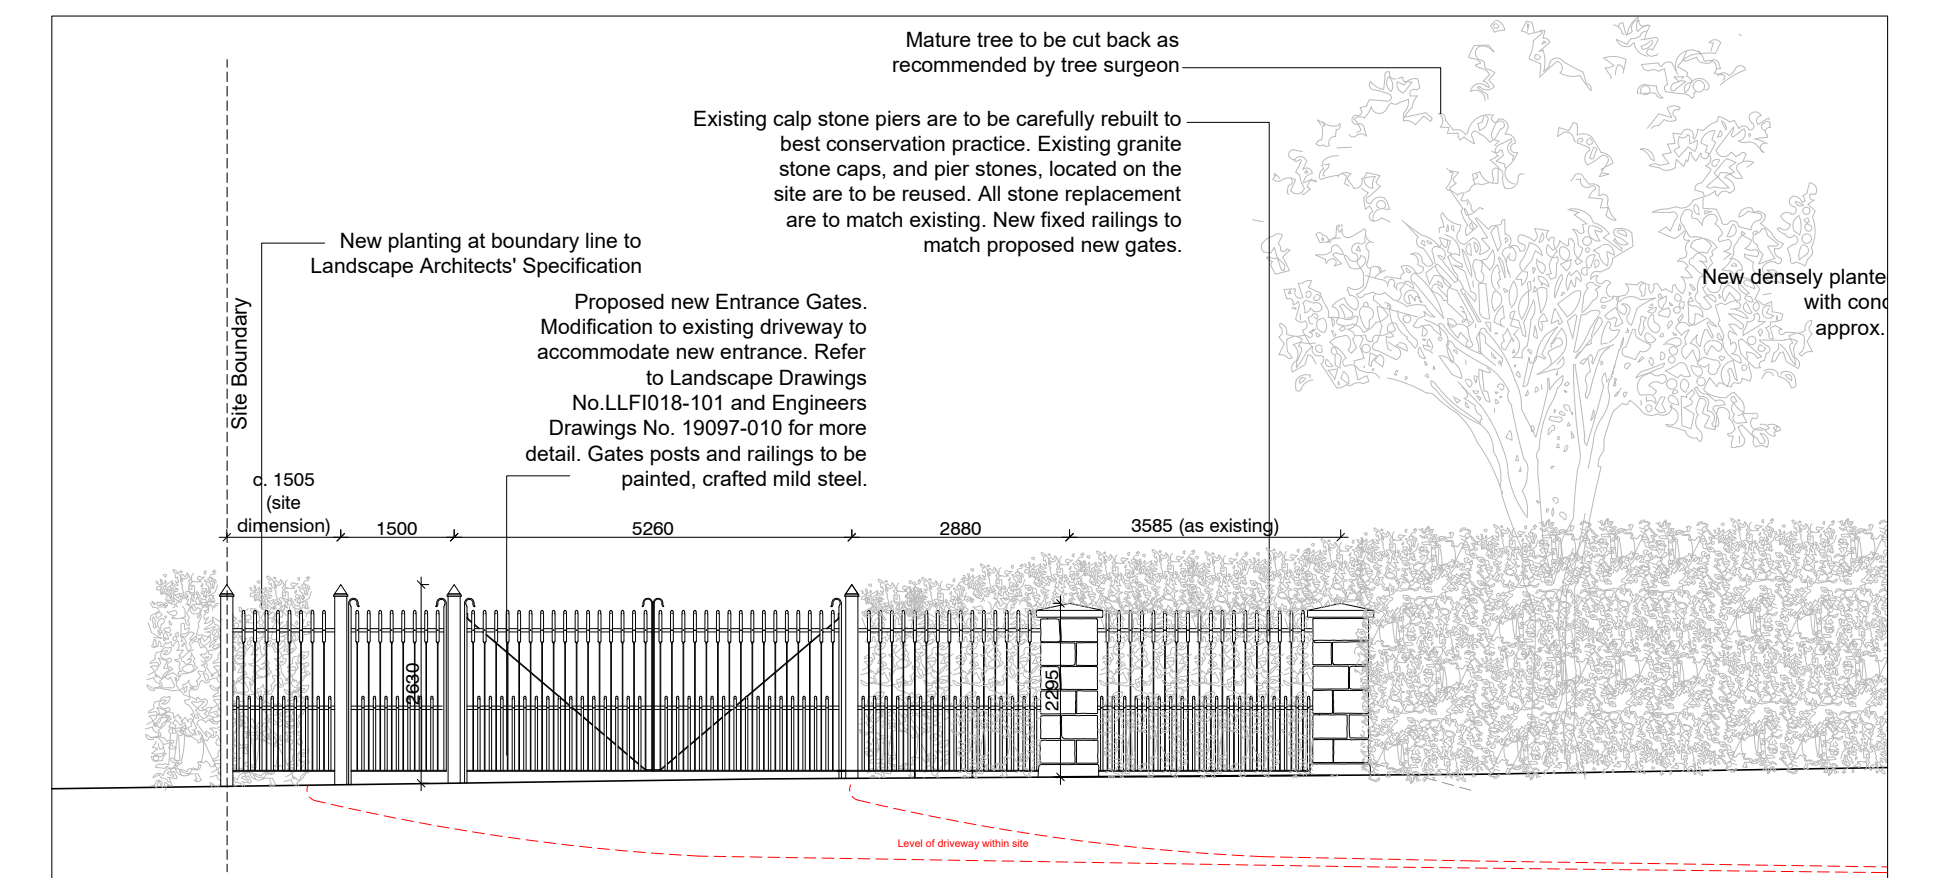 Mature tree to be cut back as
recommended by tree surgeon
Existing calp stone piers are to be carefully rebuilt to
best conservation practice. Existing granite
stone caps, and pier stones, located on the
site are to be reused. All stone replacement
are to match existing. New fixed railings to
match proposed new gates.
New planting at boundary line to
Landscape Architects' Specification
New densely plante
with conc
approx.
Proposed new Entrance Gates.
Modification to existing driveway to
accommodate new entrance. Refer
to Landscape Drawings
No.LLFI018-101 and Engineers
Drawings No. 19097-010 for more
detail. Gates posts and railings to be
painted, crafted mild steel.
Site Boundary
c. 1505
(site
dimension)
1500
5260
2880
3585 (as existing)
2630
2295
Level of driveway within site